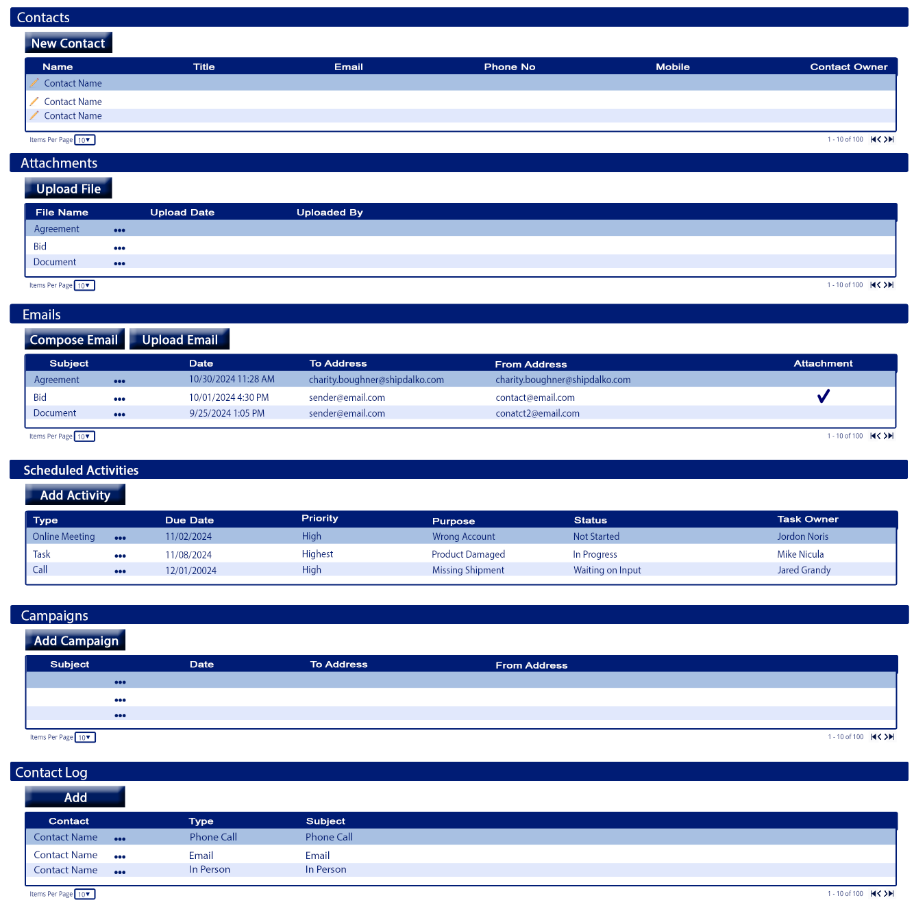 Contacts
New Contact
Name Title Email Phone No Mobile Contact Owner
Contact Name
Contact Name
Contact Name
Items Per Page 10▼ 1 - 10 of 100
Attachments
Upload File
File Name Upload Date Uploaded By
Agreement •••
Bid •••
Document •••
Items Per Page 10▼ 1 - 10 of 100
Emails
Compose Email Upload Email
Subject Date To Address From Address Attachment
Agreement ••• 10/30/2024 11:28 AM charity.boughner@shipdalko.com charity.boughner@shipdalko.com
Bid ••• 10/01/2024 4:30 PM sender@email.com contact@email.com ✓
Document ••• 9/25/2024 1:05 PM sender@email.com conatct2@email.com
Items Per Page 10▼ 1 - 10 of 100
Scheduled Activities
Add Activity
Type Due Date Priority Purpose Status Task Owner
Online Meeting ••• 11/02/2024 High Wrong Account Not Started Jordon Noris
Task ••• 11/08/2024 Highest Product Damaged In Progress Mike Nicula
Call ••• 12/01/20024 High Missing Shipment Waiting on Input Jared Grandy
Campaigns
Add Campaign
Subject Date To Address From Address
•••
•••
•••
Items Per Page 10▼ 1 - 10 of 100
Contact Log
Add
Contact Type Subject
Contact Name ••• Phone Call Phone Call
Contact Name ••• Email Email
Contact Name ••• In Person In Person
Items Per Page 10▼ 1 - 10 of 100